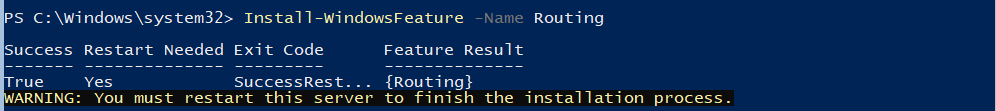 PS C:\Windows\system32> Install-WindowsFeature -Name Routing
Success Restart Needed Exit Code      Feature Result
------- -------------- ---------      --------------
True    Yes            SuccessRest... {Routing}
WARNING: You must restart this server to finish the installation process.